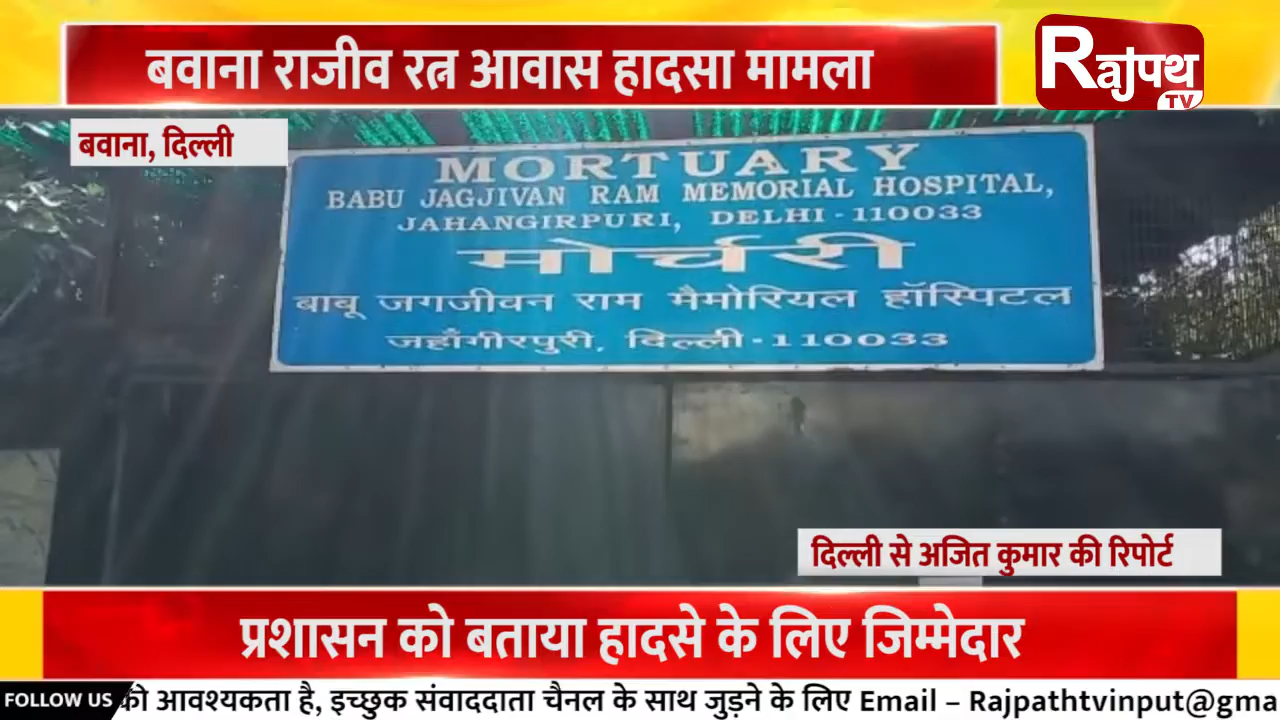 बवाना राजीव रत्न आवास हादसा मामला
Rajpथ
TV
बवाना, दिल्ली
MORTUARY
BABU JAGJIVAN RAM MEMORIAL HOSPITAL,
JAHANGIRPURI, DELHI - 110033
मोर्चरी
बाबू जगजीवन राम मैमोरियल हॉस्पिटल
जहाँगीरपुरी, दिल्ली - 110033
दिल्ली से अजित कुमार की रिपोर्ट
प्रशासन को बताया हादसे के लिए जिम्मेदार
FOLLOW US को आवश्यकता है, इच्छुक संवाददाता चैनल के साथ जुड़ने के लिए Email – Rajpathtvinput@gma